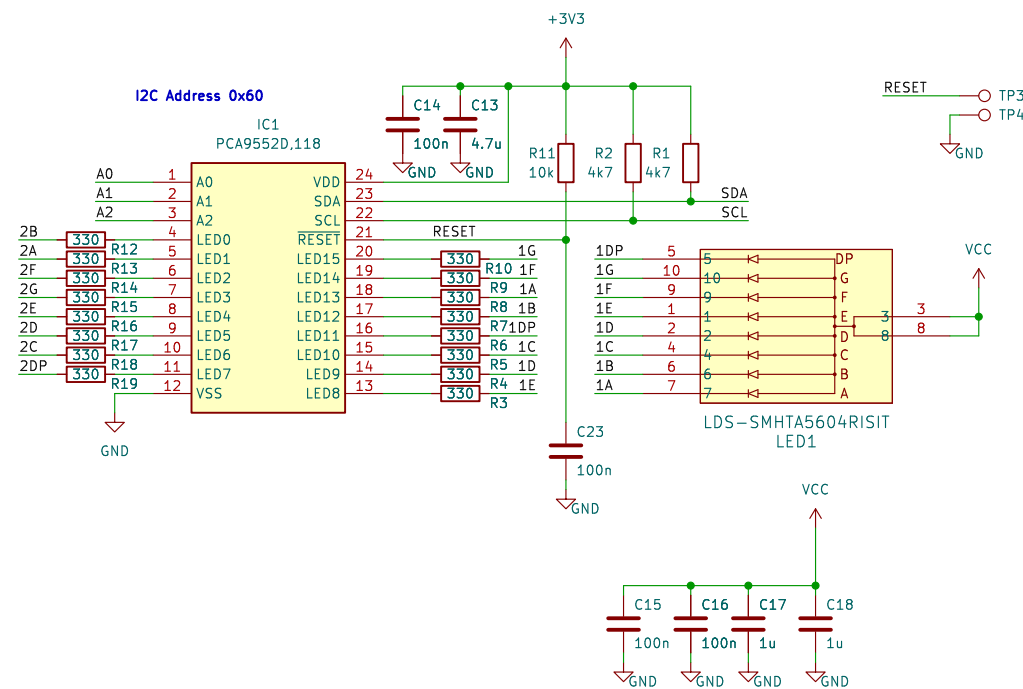 +3V3
I2C Address 0x60
IC1
PCA9552D,118
C14
100n
GND
C13
4.7u
GND
R11
10k
R2
4k7
R1
4k7
RESET
TP3
TP4
GND
A0 1 A0 VDD 24
A1 2 A1 SDA 23 SDA
A2 3 A2 SCL 22 SCL
2B 330 4 LED0 RESET 21 RESET
R12
2A 330 5 LED1 LED15 20 330 1G
R13 R10
2F 330 6 LED2 LED14 19 330 1F
R14 R9
2G 330 7 LED3 LED13 18 330 1A
R15 R8
2E 330 8 LED4 LED12 17 330 1B
R16 R7
2D 330 9 LED5 LED11 16 330 1DP
R17 R6
2C 330 10 LED6 LED10 15 330 1C
R18 R5
2DP 330 11 LED7 LED9 14 330 1D
R19 R4
12 VSS LED8 13 330 1E
R3
GND
1DP 5 5 DP
1G 10 10 G
1F 9 9 F
1E 1 1 E 3 3
1D 2 2 D 8 8
1C 4 4 C
1B 6 6 B
1A 7 7 A
VCC
LDS-SMHTA5604RISIT
LED1
C23
100n
GND
VCC
C15
100n
GND
C16
100n
GND
C17
1u
GND
C18
1u
GND